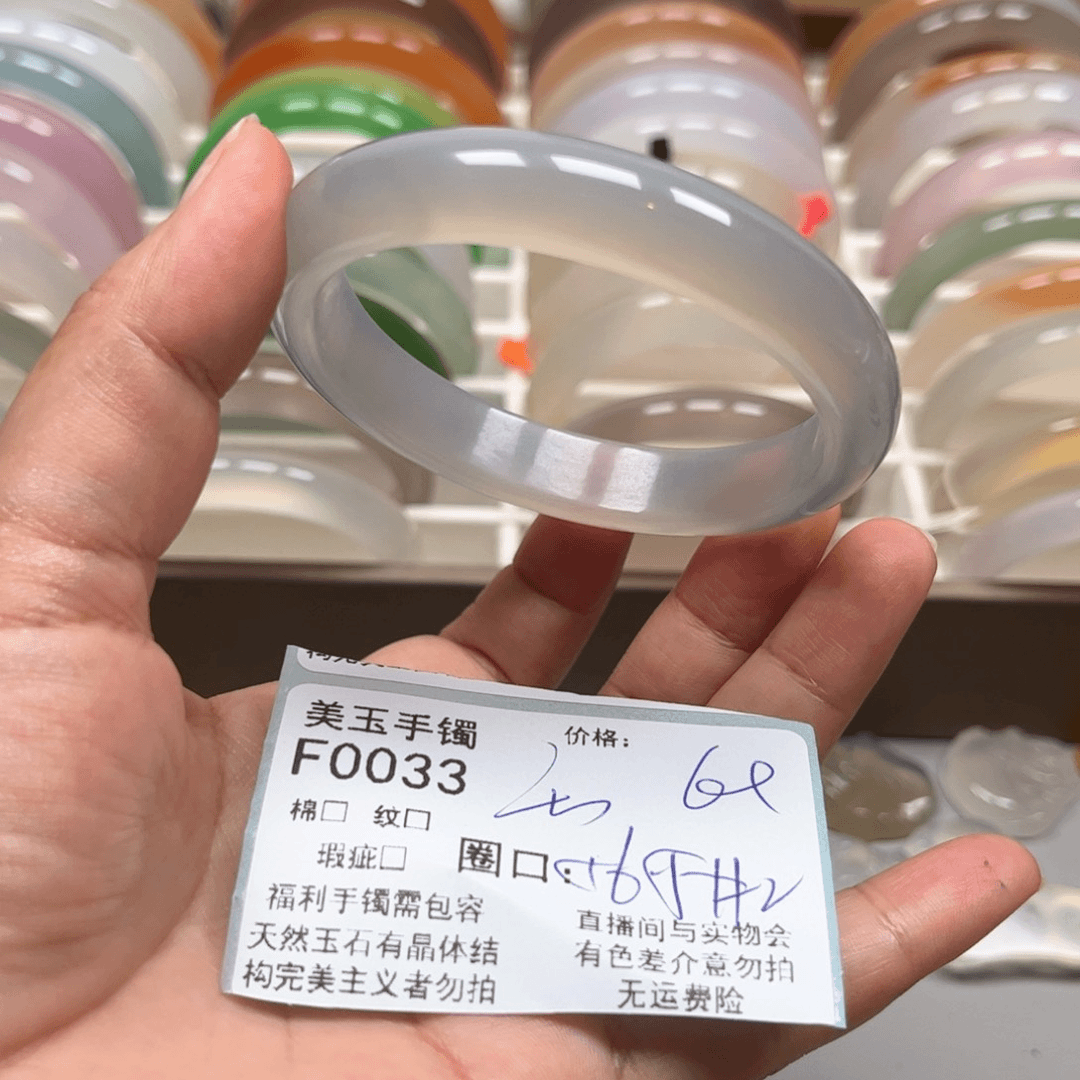 美玉手镯
价格：
F0033
棉□ 纹□
瑕疵□
圈口：
福利手镯需包容
天然玉石有晶体结
构完美主义者勿拍
直播间与实物会
有色差介意勿拍
无运费险